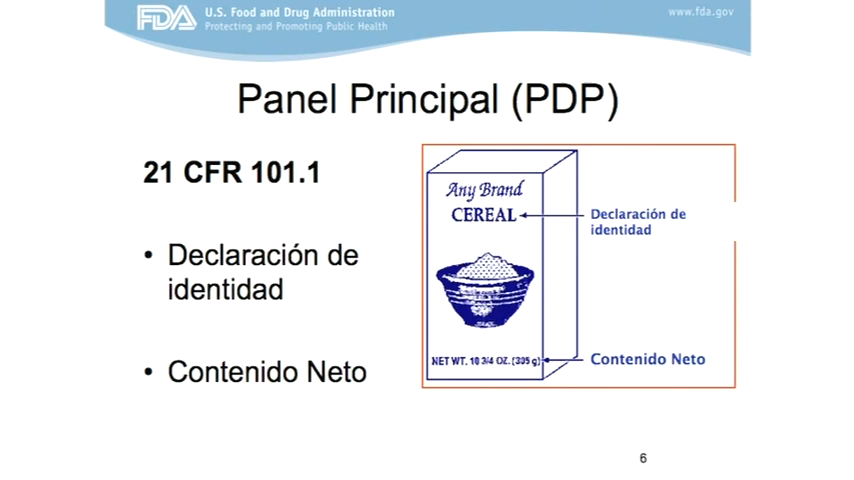 FDA U.S. Food and Drug Administration
Protecting and Promoting Public Health
www.fda.gov
Panel Principal (PDP)
21 CFR 101.1
• Declaración de
identidad
• Contenido Neto
Any Brand
CEREAL
Declaración de
identidad
NET WT. 10 3/4 OZ. (305 g)
Contenido Neto
6